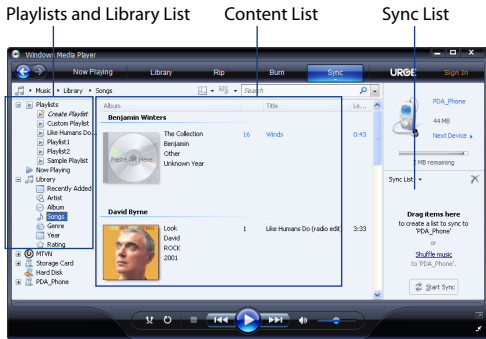 Playlists and Library List
Content List
Sync List
Windows Media Player
Now Playing
Library
Rip
Burn
Sync
URGE
Sign In
Music
Library
Songs
Search
Playlists
Create Playlist
Custom Playlist
Like Humans Do...
Playlist1
Playlist2
Sample Playlist
Now Playing
Library
Recently Added
Artist
Album
Songs
Genre
Year
Rating
MTVN
Storage Card
Hard Disk
PDA_Phone
Album
Title
Le...
Benjamin Winters
Paste Art Here
The Collection
Benjamin
Other
Unknown Year
16
Winds
0:43
David Byrne
Look
David
ROCK
2001
1
Like Humans Do (radio edit)
3:33
PDA_Phone
44 MB
Next Device
2 MB remaining
Sync List
Drag items here
to create a list to sync to
'PDA_Phone'
or
Shuffle music
to 'PDA_Phone'.
Start Sync